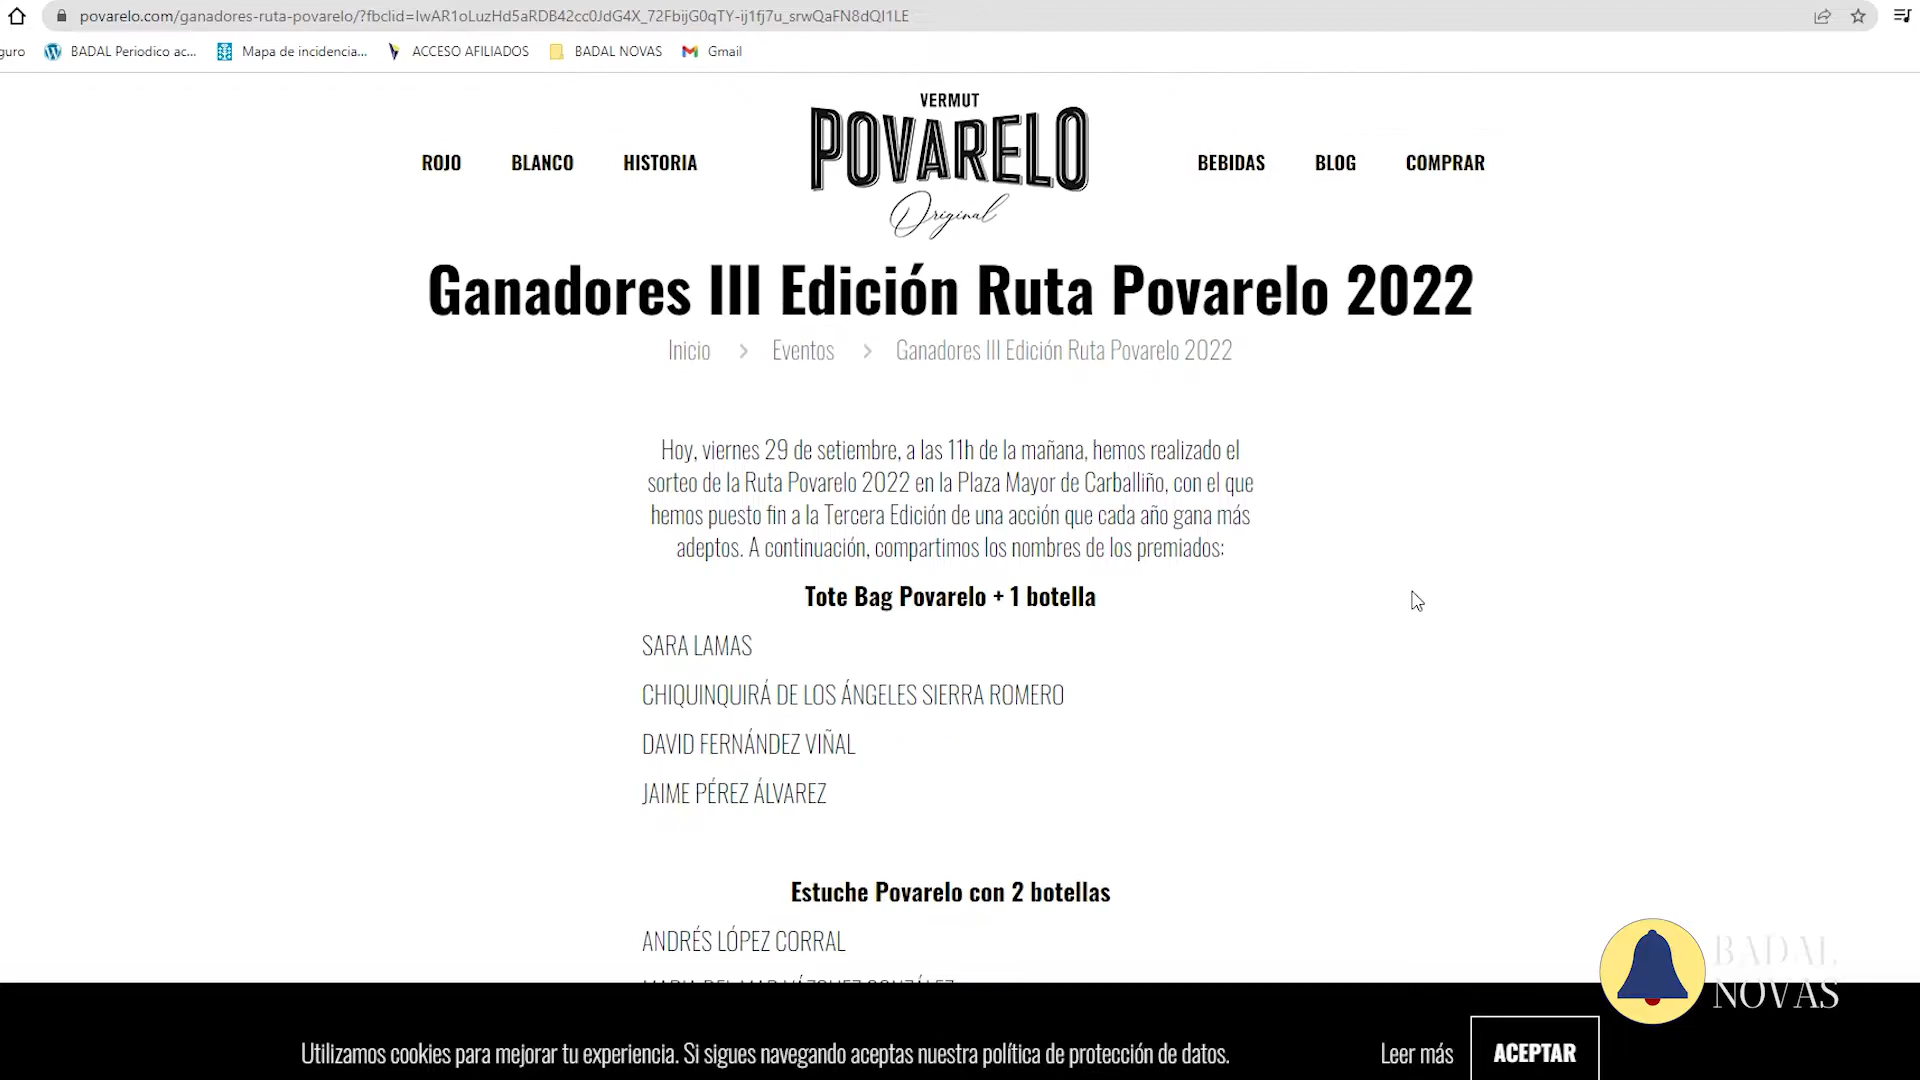 povarelo.com/ganadores-ruta-povarelo/?fbclid=IwAR1oLuzHd5aRDB42cc0JdG4X_72FbijG0qTY-ij1fj7u_srwQaFN8dQI1LE
guro BADAL Periodico ac... Mapa de incidencia... ACCESO AFILIADOS BADAL NOVAS Gmail
VERMUT
POVARELO
Original
ROJO BLANCO HISTORIA BEBIDAS BLOG COMPRAR
Ganadores III Edición Ruta Povarelo 2022
Inicio > Eventos > Ganadores III Edición Ruta Povarelo 2022
Hoy, viernes 29 de setiembre, a las 11h de la mañana, hemos realizado el
sorteo de la Ruta Povarelo 2022 en la Plaza Mayor de Carballiño, con el que
hemos puesto fin a la Tercera Edición de una acción que cada año gana más
adeptos. A continuación, compartimos los nombres de los premiados:
Tote Bag Povarelo + 1 botella
SARA LAMAS
CHIQUINQUIRÁ DE LOS ÁNGELES SIERRA ROMERO
DAVID FERNÁNDEZ VIÑAL
JAIME PÉREZ ÁLVAREZ
Estuche Povarelo con 2 botellas
ANDRÉS LÓPEZ CORRAL
BADAL
NOVAS
Utilizamos cookies para mejorar tu experiencia. Si sigues navegando aceptas nuestra política de protección de datos. Leer más ACEPTAR